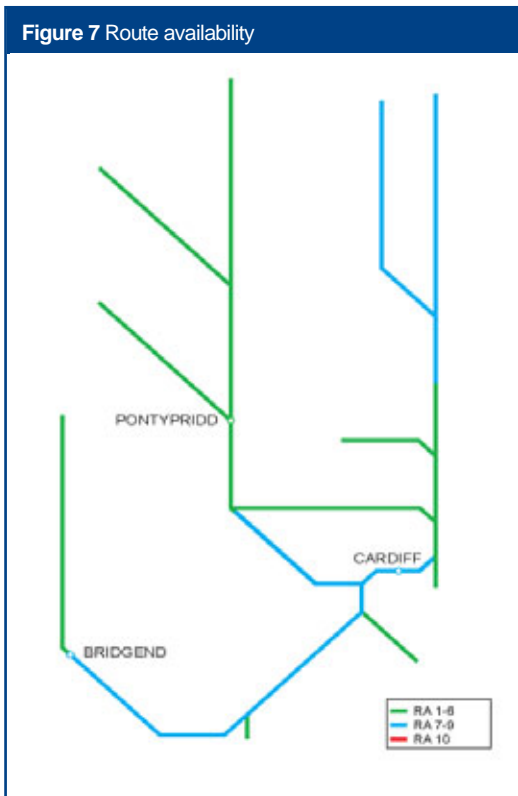 Figure 7 Route availability
PONTYPRIDD
CARDIFF
BRIDGEND
RA 1-6
RA 7-9
RA 10